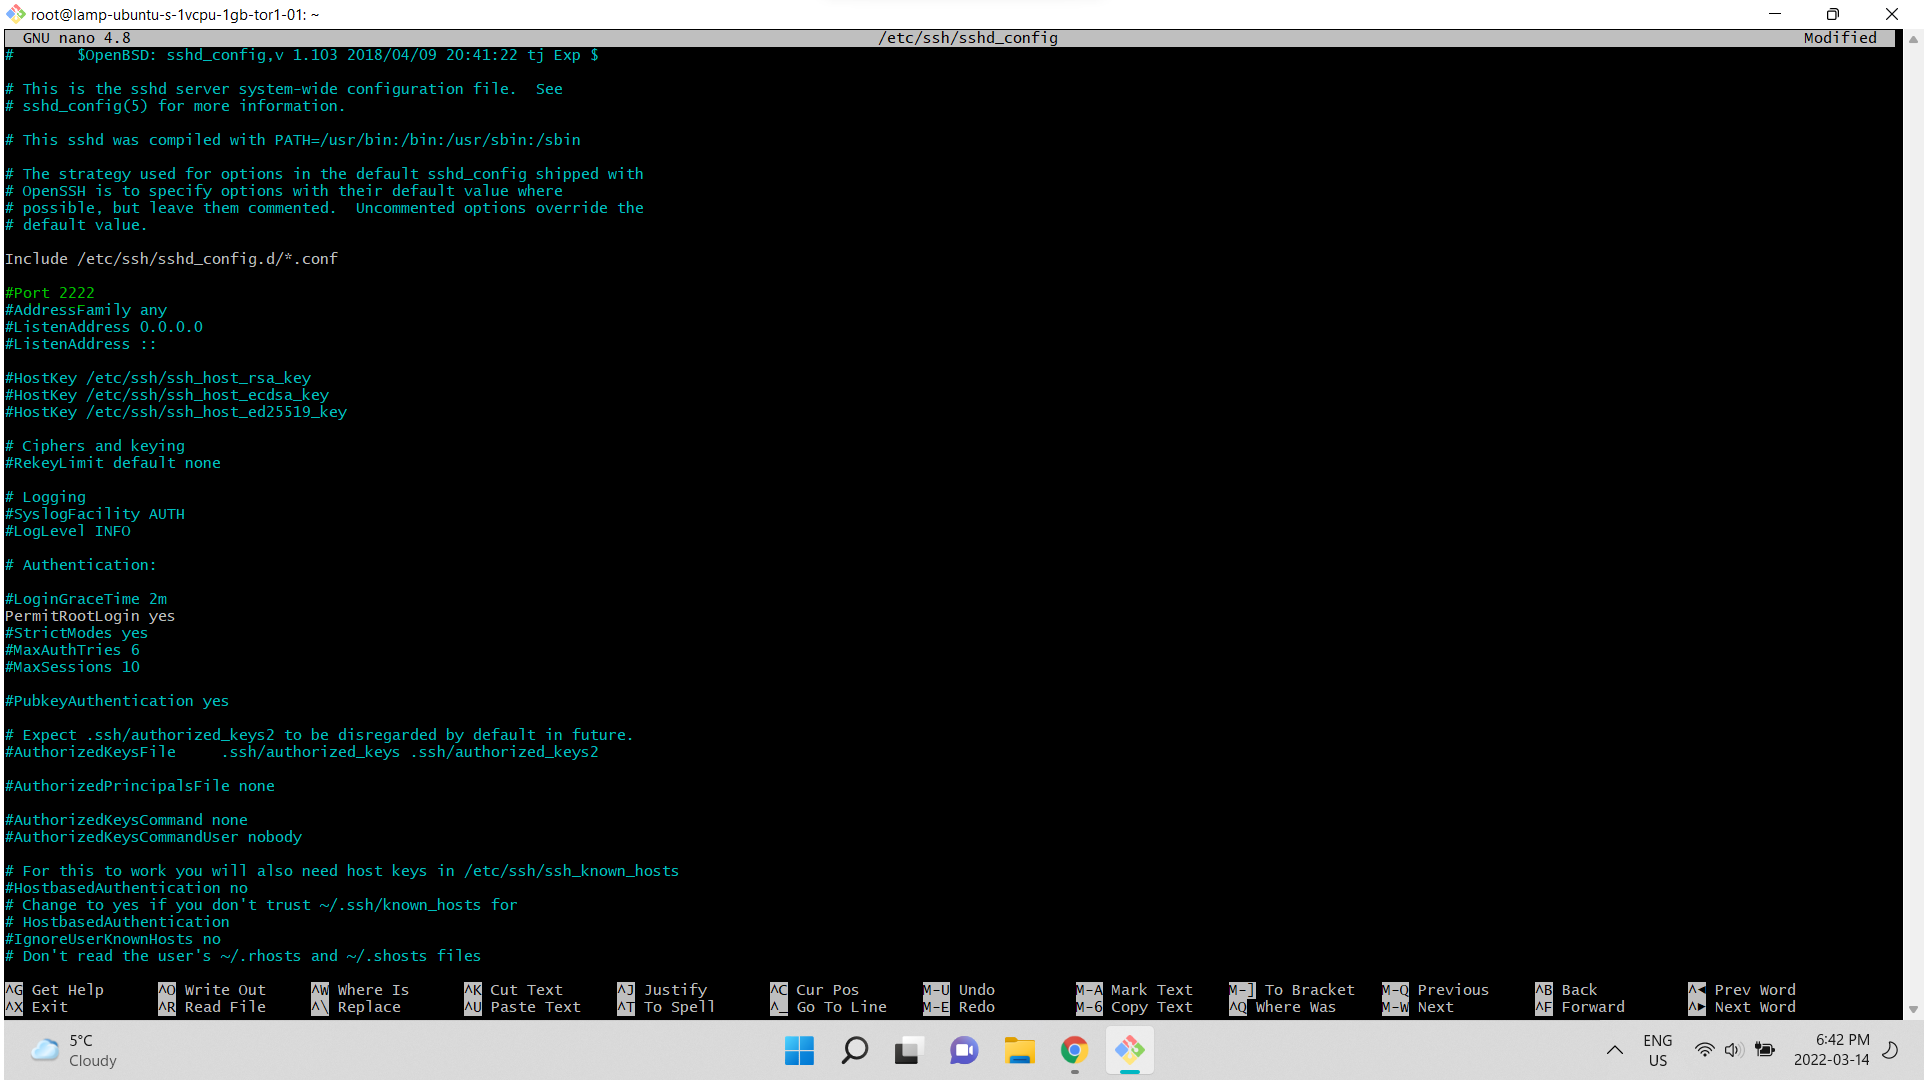 root@lamp-ubuntu-s-1vcpu-1gb-tor1-01: ~
GNU nano 4.8 /etc/ssh/sshd_config Modified
# $OpenBSD: sshd_config,v 1.103 2018/04/09 20:41:22 tj Exp $
# This is the sshd server system-wide configuration file. See
# sshd_config(5) for more information.
# This sshd was compiled with PATH=/usr/bin:/bin:/usr/sbin:/sbin
# The strategy used for options in the default sshd_config shipped with
# OpenSSH is to specify options with their default value where
# possible, but leave them commented. Uncommented options override the
# default value.
Include /etc/ssh/sshd_config.d/*.conf
#Port 2222
#AddressFamily any
#ListenAddress 0.0.0.0
#ListenAddress ::
#HostKey /etc/ssh/ssh_host_rsa_key
#HostKey /etc/ssh/ssh_host_ecdsa_key
#HostKey /etc/ssh/ssh_host_ed25519_key
# Ciphers and keying
#RekeyLimit default none
# Logging
#SyslogFacility AUTH
#LogLevel INFO
# Authentication:
#LoginGraceTime 2m
PermitRootLogin yes
#StrictModes yes
#MaxAuthTries 6
#MaxSessions 10
#PubkeyAuthentication yes
# Expect .ssh/authorized_keys2 to be disregarded by default in future.
#AuthorizedKeysFile .ssh/authorized_keys .ssh/authorized_keys2
#AuthorizedPrincipalsFile none
#AuthorizedKeysCommand none
#AuthorizedKeysCommandUser nobody
# For this to work you will also need host keys in /etc/ssh/ssh_known_hosts
#HostbasedAuthentication no
# Change to yes if you don't trust ~/.ssh/known_hosts for
# HostbasedAuthentication
#IgnoreUserKnownHosts no
# Don't read the user's ~/.rhosts and ~/.shosts files
^G Get Help ^O Write Out ^W Where Is ^K Cut Text ^J Justify ^C Cur Pos M-U Undo M-A Mark Text M-] To Bracket M-Q Previous ^B Back ^◄ Prev Word
^X Exit ^R Read File ^\ Replace ^U Paste Text ^T To Spell ^_ Go To Line M-E Redo M-6 Copy Text ^Q Where Was M-W Next ^F Forward ^► Next Word
5°C
Cloudy
ENG
US
6:42 PM
2022-03-14